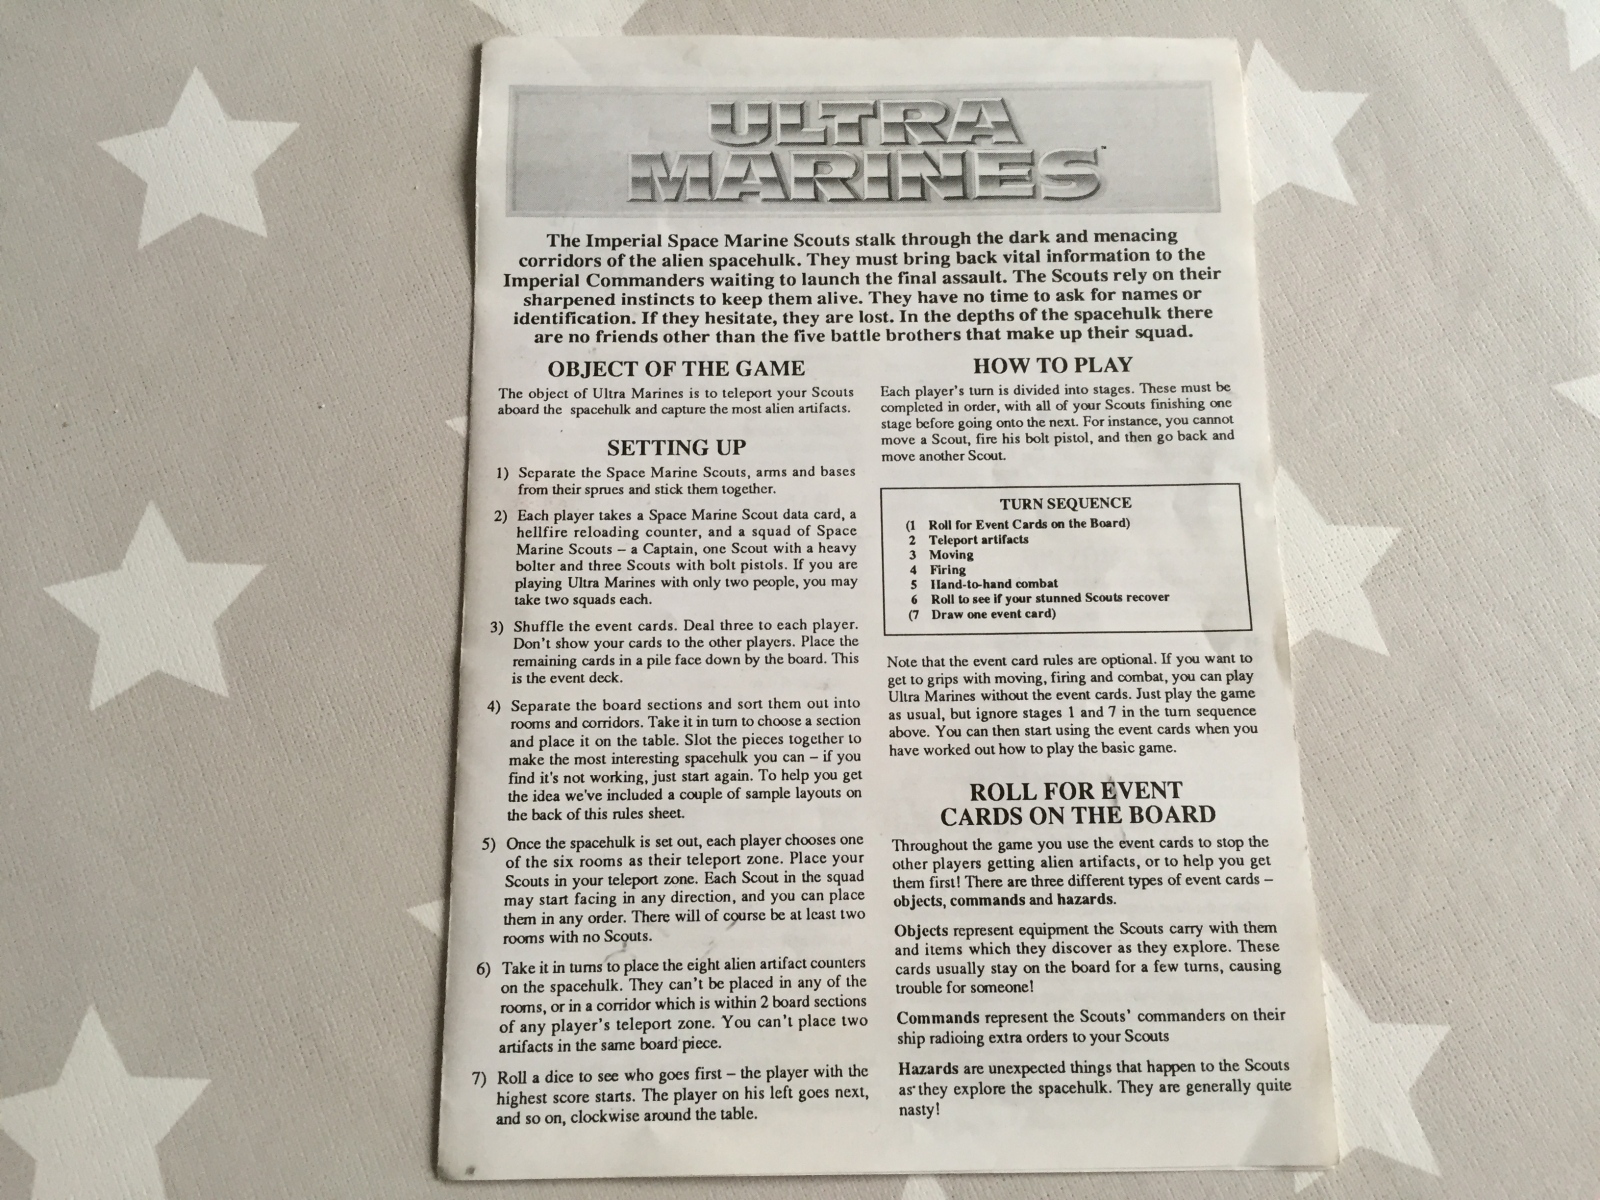 ULTRA
MARINES™
The Imperial Space Marine Scouts stalk through the dark and menacing
corridors of the alien spacehulk. They must bring back vital information to the
Imperial Commanders waiting to launch the final assault. The Scouts rely on their
sharpened instincts to keep them alive. They have no time to ask for names or
identification. If they hesitate, they are lost. In the depths of the spacehulk there
are no friends other than the five battle brothers that make up their squad.
OBJECT OF THE GAME
The object of Ultra Marines is to teleport your Scouts
aboard the spacehulk and capture the most alien artifacts.
SETTING UP
1) Separate the Space Marine Scouts, arms and bases
from their sprues and stick them together.
2) Each player takes a Space Marine Scout data card, a
hellfire reloading counter, and a squad of Space
Marine Scouts – a Captain, one Scout with a heavy
bolter and three Scouts with bolt pistols. If you are
playing Ultra Marines with only two people, you may
take two squads each.
3) Shuffle the event cards. Deal three to each player.
Don't show your cards to the other players. Place the
remaining cards in a pile face down by the board. This
is the event deck.
4) Separate the board sections and sort them out into
rooms and corridors. Take it in turn to choose a section
and place it on the table. Slot the pieces together to
make the most interesting spacehulk you can – if you
find it's not working, just start again. To help you get
the idea we've included a couple of sample layouts on
the back of this rules sheet.
5) Once the spacehulk is set out, each player chooses one
of the six rooms as their teleport zone. Place your
Scouts in your teleport zone. Each Scout in the squad
may start facing in any direction, and you can place
them in any order. There will of course be at least two
rooms with no Scouts.
6) Take it in turns to place the eight alien artifact counters
on the spacehulk. They can't be placed in any of the
rooms, or in a corridor which is within 2 board sections
of any player's teleport zone. You can't place two
artifacts in the same board piece.
7) Roll a dice to see who goes first – the player with the
highest score starts. The player on his left goes next,
and so on, clockwise around the table.
HOW TO PLAY
Each player's turn is divided into stages. These must be
completed in order, with all of your Scouts finishing one
stage before going onto the next. For instance, you cannot
move a Scout, fire his bolt pistol, and then go back and
move another Scout.
TURN SEQUENCE
(1 Roll for Event Cards on the Board)
2 Teleport artifacts
3 Moving
4 Firing
5 Hand-to-hand combat
6 Roll to see if your stunned Scouts recover
(7 Draw one event card)
Note that the event card rules are optional. If you want to
get to grips with moving, firing and combat, you can play
Ultra Marines without the event cards. Just play the game
as usual, but ignore stages 1 and 7 in the turn sequence
above. You can then start using the event cards when you
have worked out how to play the basic game.
ROLL FOR EVENT
CARDS ON THE BOARD
Throughout the game you use the event cards to stop the
other players getting alien artifacts, or to help you get
them first! There are three different types of event cards –
objects, commands and hazards.
Objects represent equipment the Scouts carry with them
and items which they discover as they explore. These
cards usually stay on the board for a few turns, causing
trouble for someone!
Commands represent the Scouts' commanders on their
ship radioing extra orders to your Scouts
Hazards are unexpected things that happen to the Scouts
as they explore the spacehulk. They are generally quite
nasty!